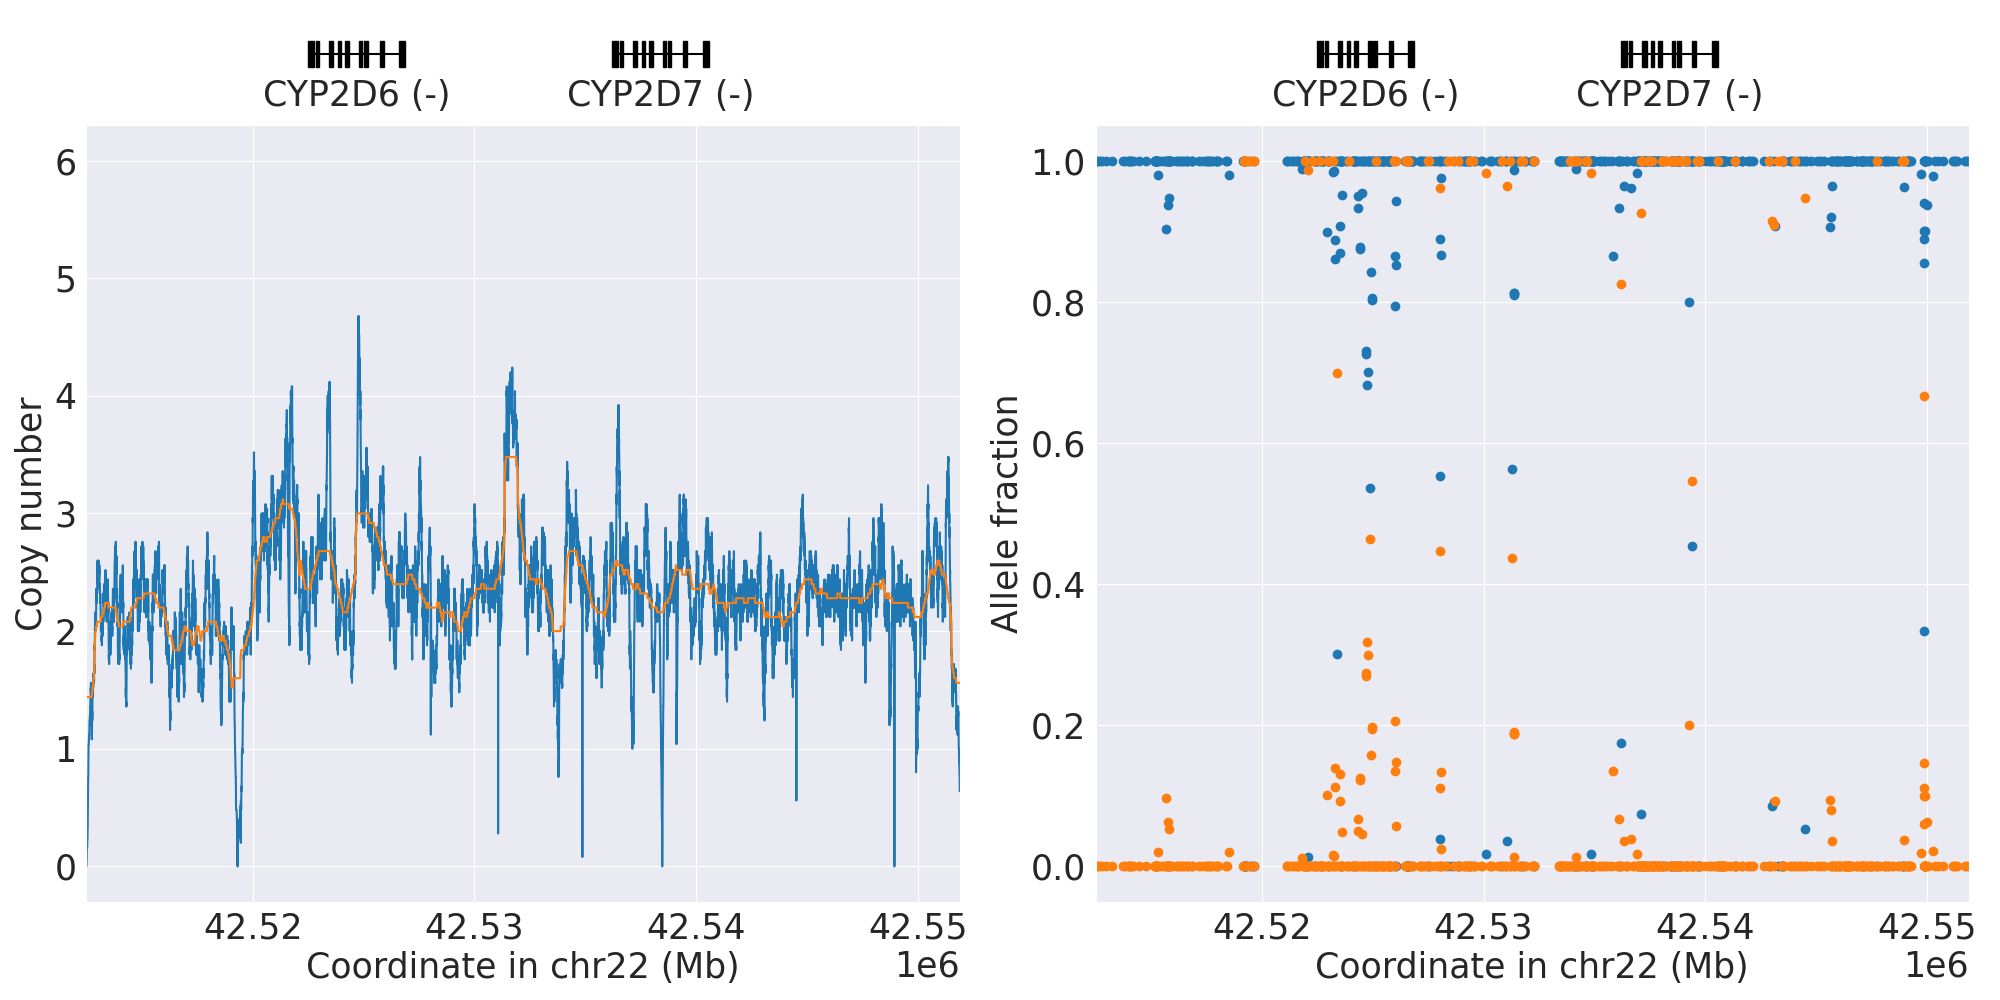 CYP2D6 (-) CYP2D7 (-)
6
5
4
3
2
1
0
Copy number
42.52 42.53 42.54 42.55
Coordinate in chr22 (Mb) 1e6
CYP2D6 (-) CYP2D7 (-)
1.0
0.8
0.6
0.4
0.2
0.0
Allele fraction
42.52 42.53 42.54 42.55
Coordinate in chr22 (Mb) 1e6